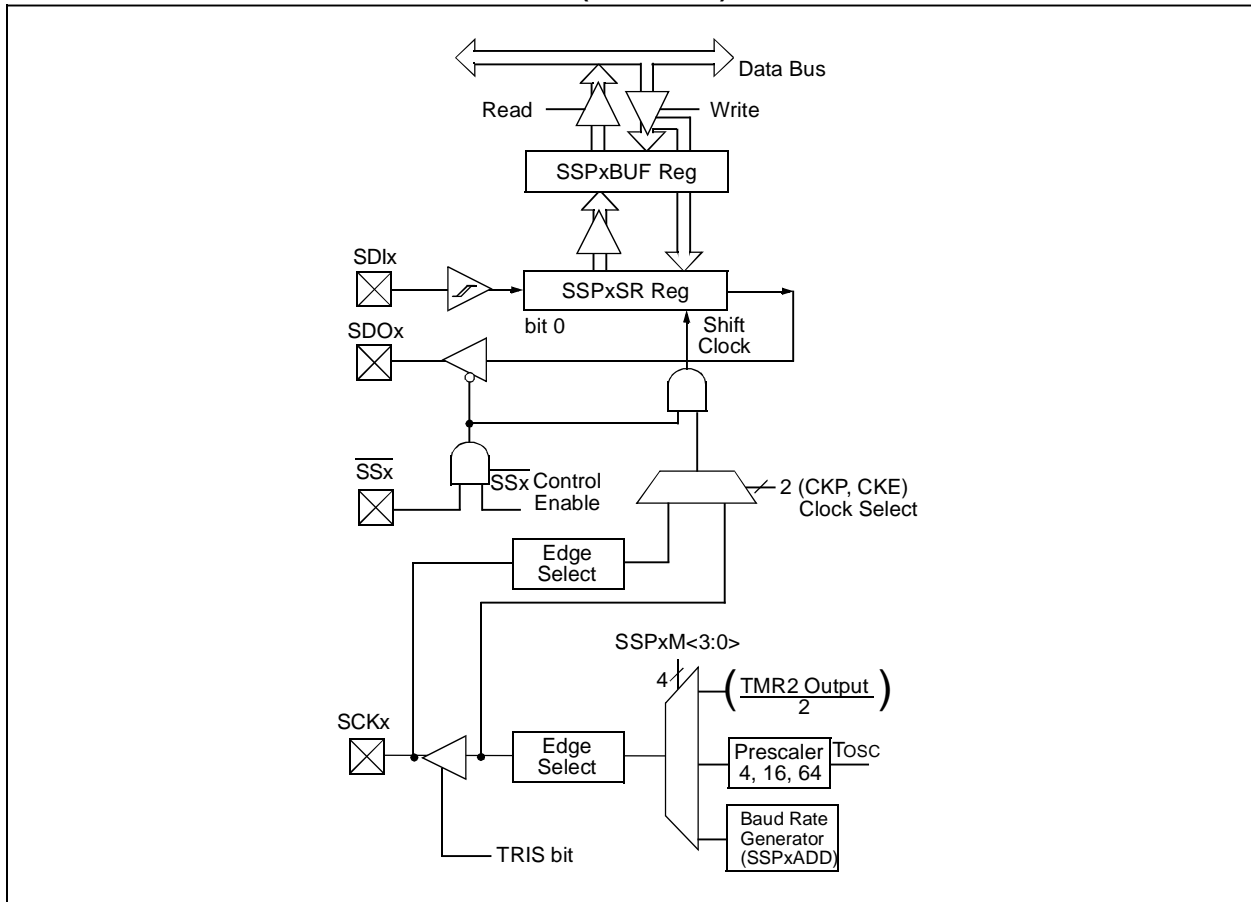 Data Bus
Read
Write
SSPxBUF Reg
SDIx
SSPxSR Reg
bit 0
Shift
Clock
SDOx
SSx
SSx Control
Enable
2 (CKP, CKE)
Clock Select
Edge
Select
SSPxM<3:0>
4
(TMR2 Output)
2
SCKx
Edge
Select
Prescaler
4, 16, 64
TOSC
Baud Rate
Generator
(SSPxADD)
TRIS bit